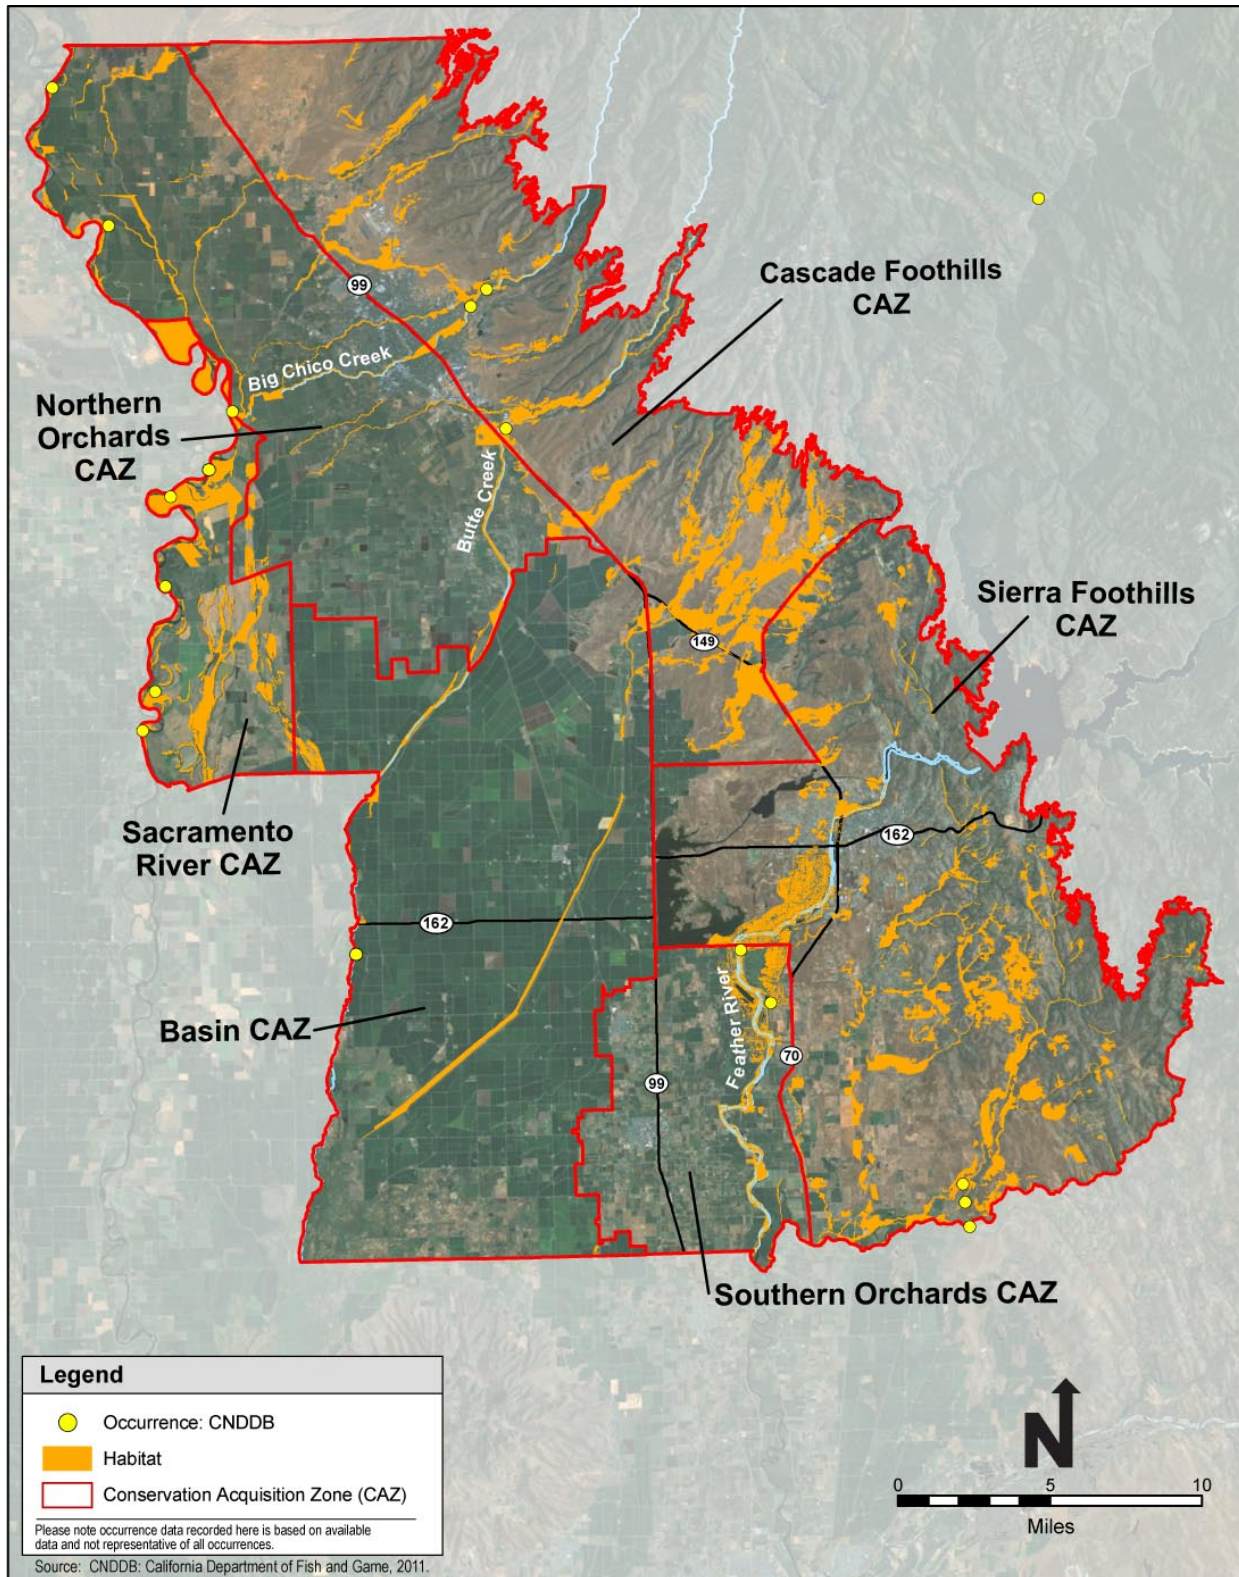 Cascade Foothills
CAZ
99
Big Chico Creek
Northern
Orchards
CAZ
Butte Creek
Sierra Foothills
CAZ
149
Sacramento
River CAZ
162
162
Basin CAZ
Feather River
70
99
Southern Orchards CAZ
Legend
Occurrence: CNDDB
Habitat
Conservation Acquisition Zone (CAZ)
Please note occurrence data recorded here is based on available
data and not representative of all occurrences.
Source: CNDDB: California Department of Fish and Game, 2011.
N
0 5 10
Miles